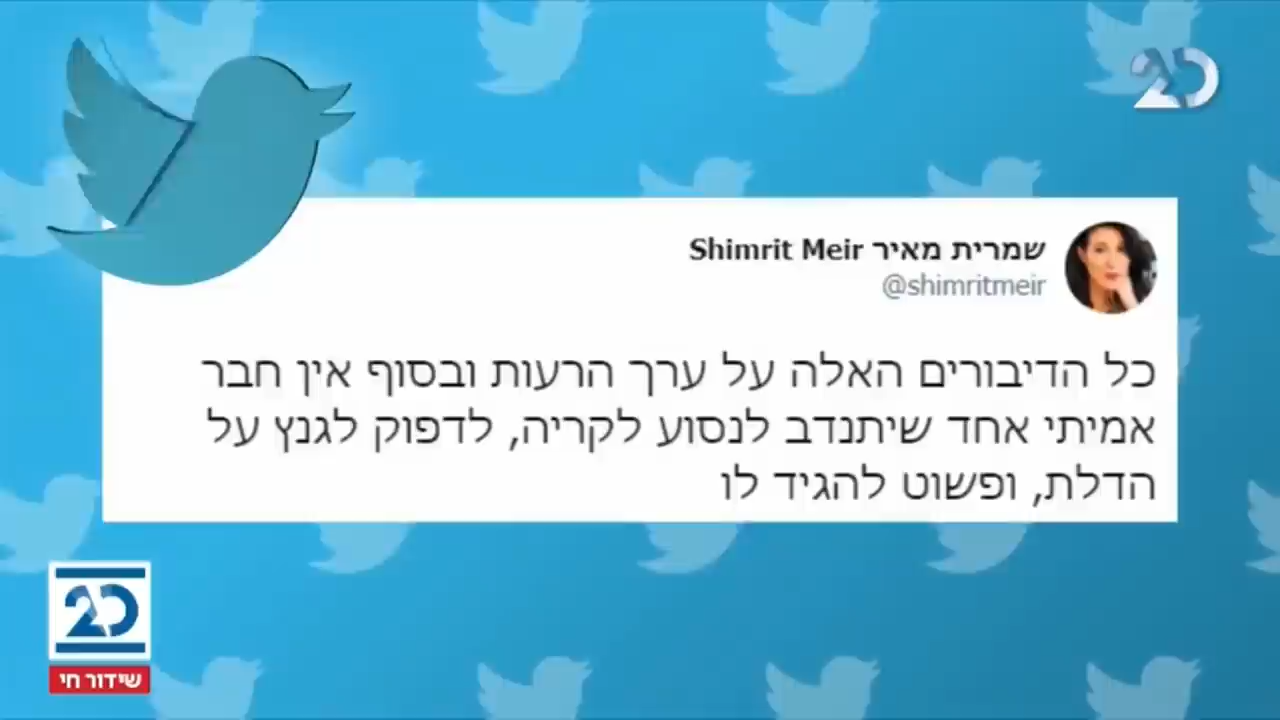 20
שמרית מאיר Shimrit Meir
@shimritmeir
כל הדיבורים האלה על ערך הרעות ובסוף אין חבר
אמיתי אחד שיתנדב לנסוע לקריה, לדפוק לגנץ על
הדלת, ופשוט להגיד לו
20
שידור חי